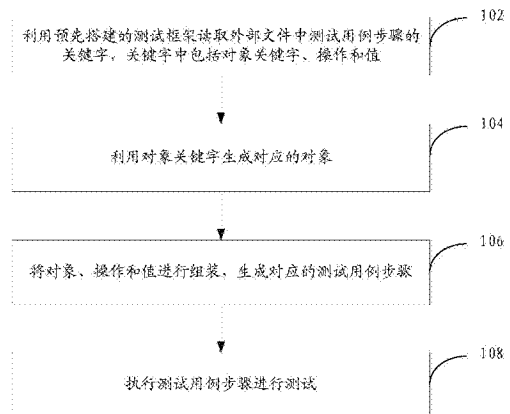 102
利用预先搭建的测试框架读取外部文件中测试用例步骤的
关键字，关键字中包括对象关键字、操作和值
104
利用对象关键字生成对应的对象
106
将对象、操作和值进行组装，生成对应的测试用例步骤
108
执行测试用例步骤进行测试